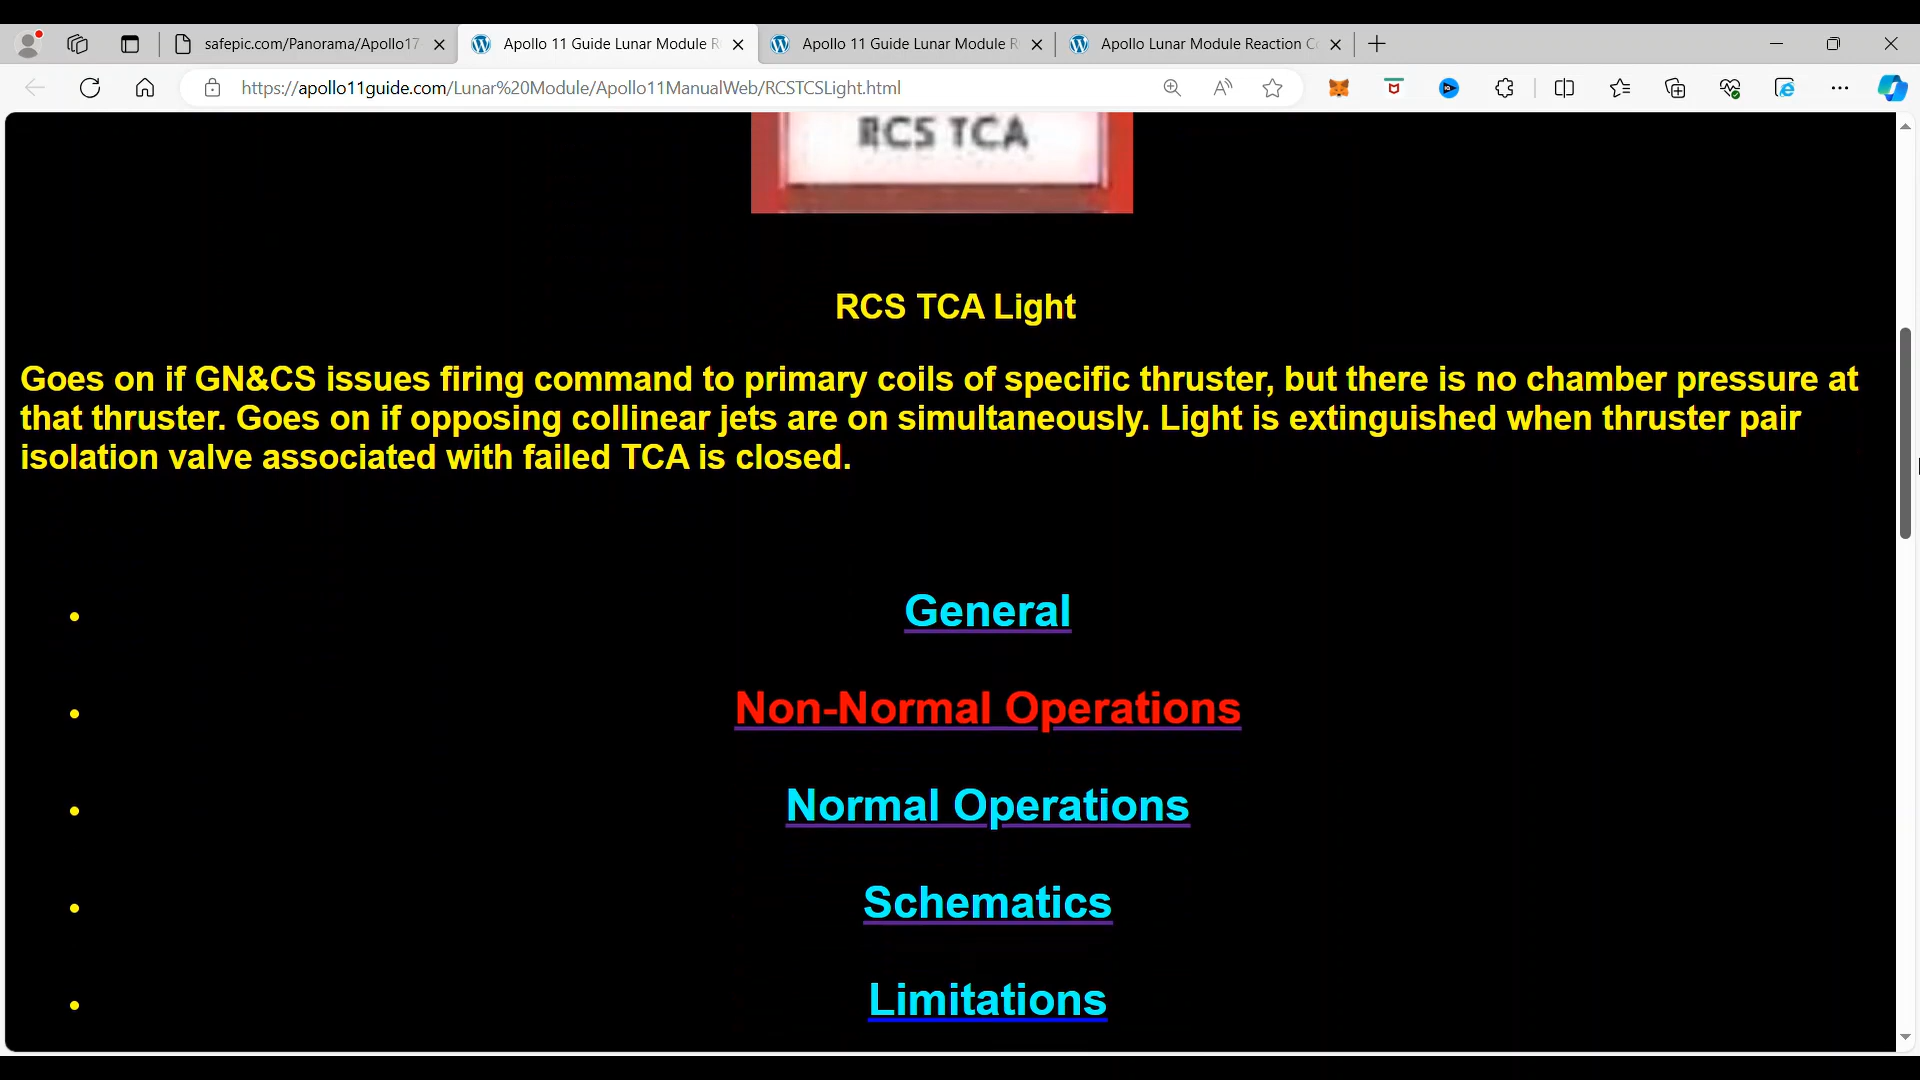 safepic.com/Panorama/Apollo17
Apollo 11 Guide Lunar Module R
Apollo 11 Guide Lunar Module R
Apollo Lunar Module Reaction C
https://apollo11guide.com/Lunar%20Module/Apollo11ManualWeb/RCSTCSLight.html
RCS TCA
RCS TCA Light
Goes on if GN&CS issues firing command to primary coils of specific thruster, but there is no chamber pressure at
that thruster. Goes on if opposing collinear jets are on simultaneously. Light is extinguished when thruster pair
isolation valve associated with failed TCA is closed.
General
Non-Normal Operations
Normal Operations
Schematics
Limitations